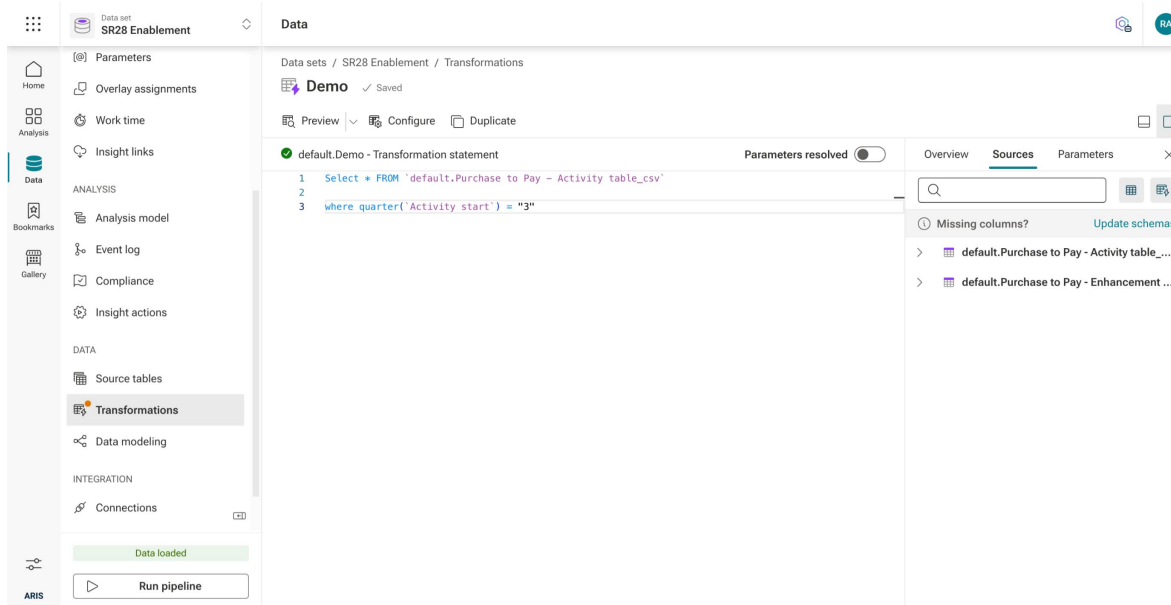 Data set
SR28 Enablement
Data
RA
Home
Analysis
Data
Bookmarks
Gallery
ARIS
[@] Parameters
Overlay assignments
Work time
Insight links
ANALYSIS
Analysis model
Event log
Compliance
Insight actions
DATA
Source tables
Transformations
Data modeling
INTEGRATION
Connections
Data loaded
Run pipeline
Data sets / SR28 Enablement / Transformations
Demo Saved
Preview Configure Duplicate
default.Demo - Transformation statement Parameters resolved
1 Select * FROM `default.Purchase to Pay - Activity table_csv`
2
3 where quarter(`Activity start`) = "3"
Overview Sources Parameters
Missing columns? Update schemas
default.Purchase to Pay - Activity table_...
default.Purchase to Pay - Enhancement ...